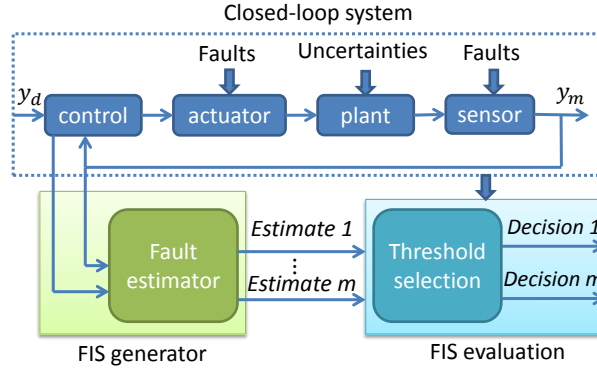 Closed-loop system
Faults Uncertainties Faults
y_d y_m
control actuator plant sensor
Fault estimator
Estimate 1
⋮
Estimate m
Threshold selection
Decision 1
Decision m
FIS generator FIS evaluation